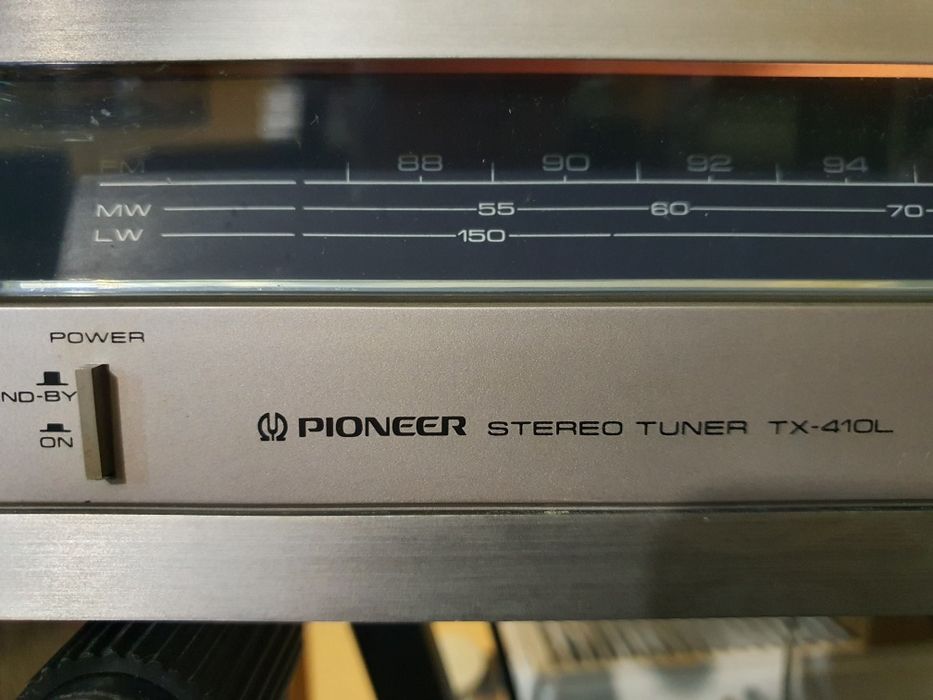 FM 88 90 92 94
MW 55 60 70
LW 150
POWER
ND-BY
ON
PIONEER STEREO TUNER TX-410L